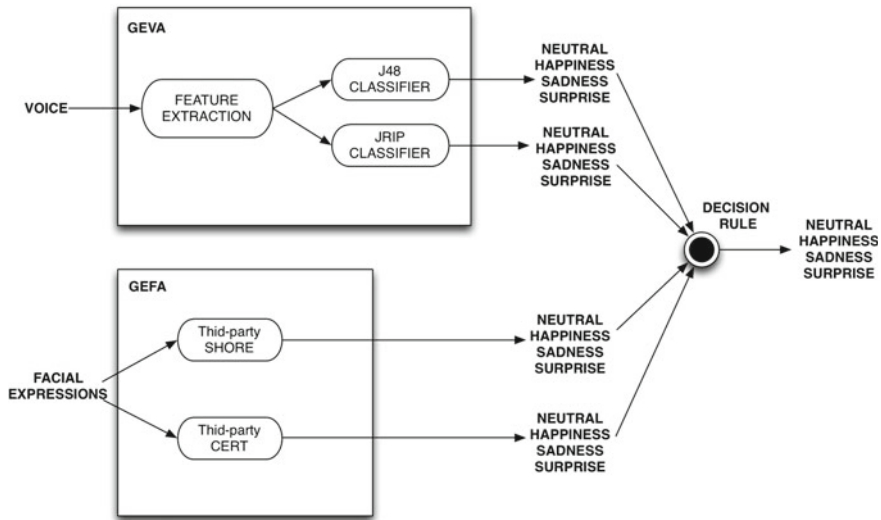 GEVA
VOICE
FEATURE
EXTRACTION
J48
CLASSIFIER
JRIP
CLASSIFIER
NEUTRAL
HAPPINESS
SADNESS
SURPRISE
NEUTRAL
HAPPINESS
SADNESS
SURPRISE
DECISION
RULE
NEUTRAL
HAPPINESS
SADNESS
SURPRISE
GEFA
FACIAL
EXPRESSIONS
Thid-party
SHORE
Thid-party
CERT
NEUTRAL
HAPPINESS
SADNESS
SURPRISE
NEUTRAL
HAPPINESS
SADNESS
SURPRISE